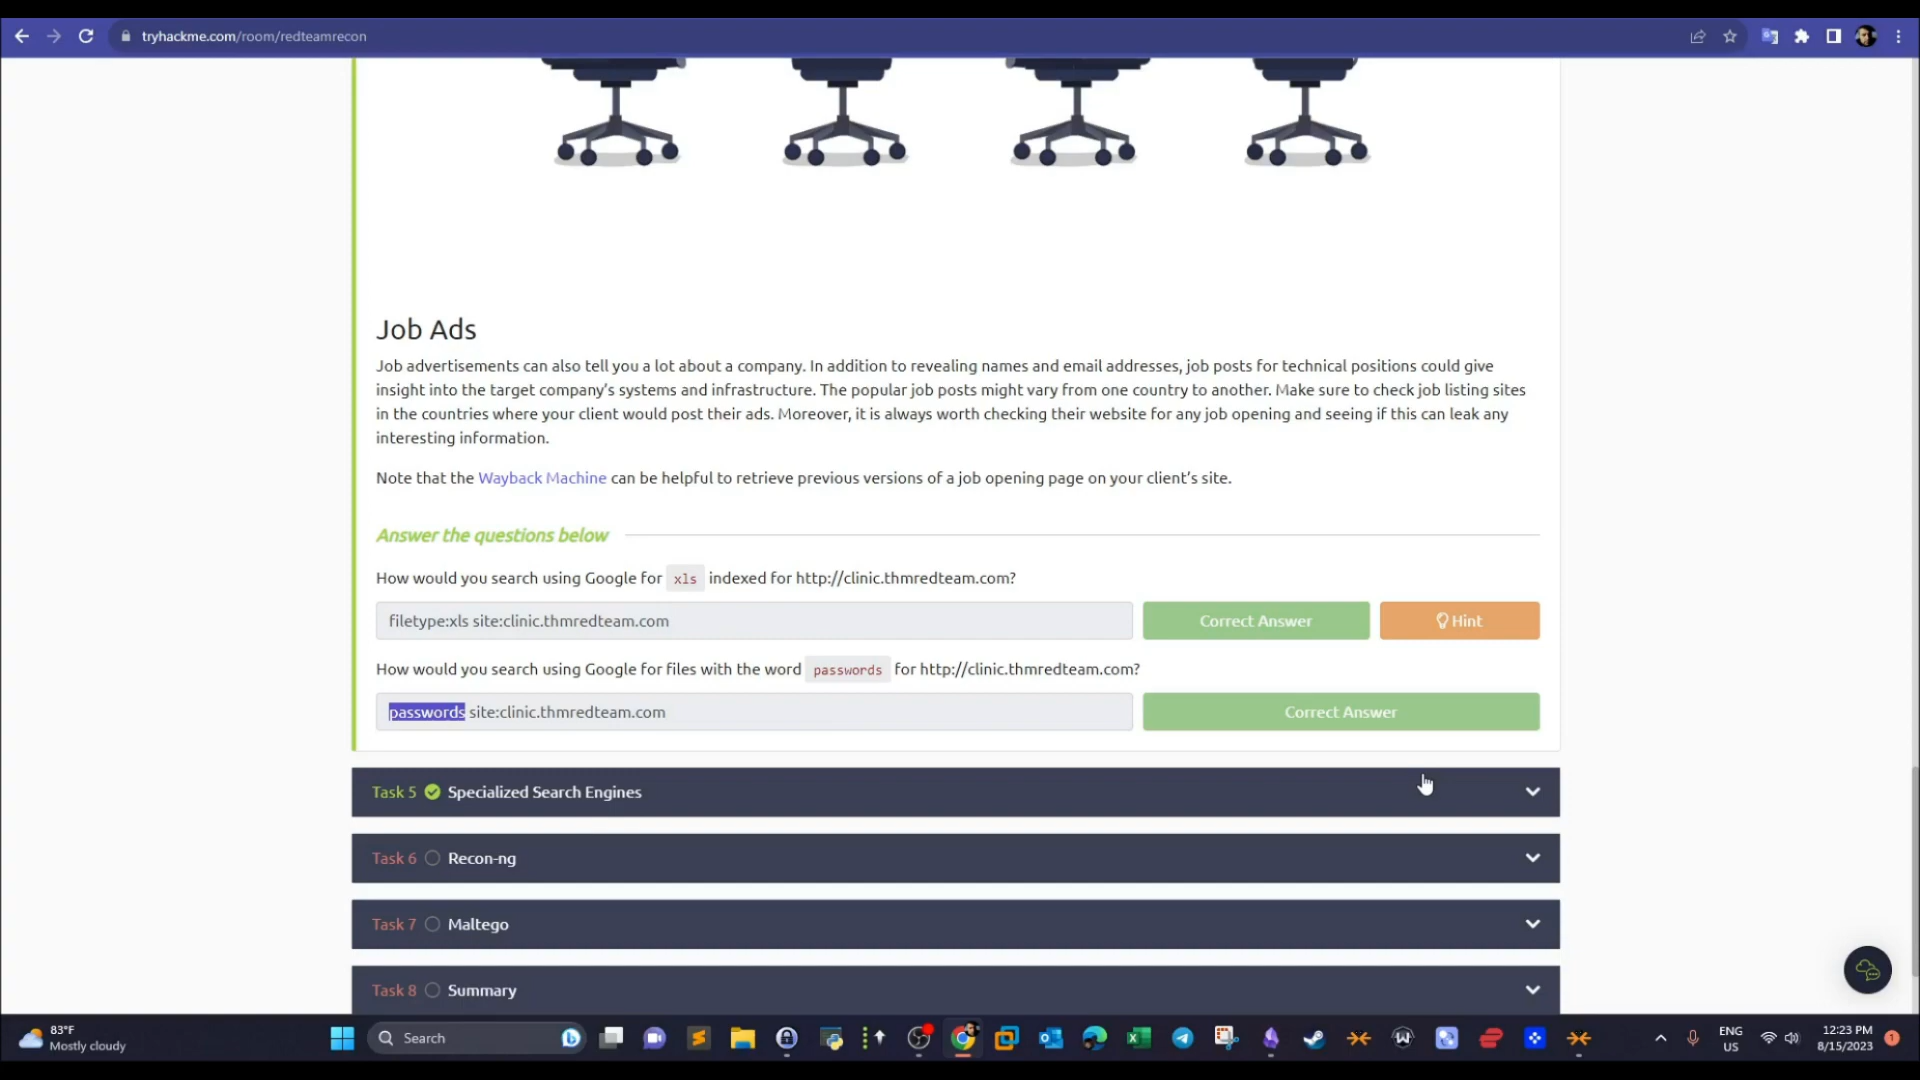 tryhackme.com/room/redteamrecon
Job Ads
Job advertisements can also tell you a lot about a company. In addition to revealing names and email addresses, job posts for technical positions could give
insight into the target company’s systems and infrastructure. The popular job posts might vary from one country to another. Make sure to check job listing sites
in the countries where your client would post their ads. Moreover, it is always worth checking their website for any job opening and seeing if this can leak any
interesting information.
Note that the Wayback Machine can be helpful to retrieve previous versions of a job opening page on your client’s site.
Answer the questions below
How would you search using Google for xls indexed for http://clinic.thmredteam.com?
filetype:xls site:clinic.thmredteam.com Correct Answer Hint
How would you search using Google for files with the word passwords for http://clinic.thmredteam.com?
passwords site:clinic.thmredteam.com Correct Answer
Task 5 Specialized Search Engines
Task 6 Recon-ng
Task 7 Maltego
Task 8 Summary
83°F
Mostly cloudy
Search
ENG
US
12:23 PM
8/15/2023
1